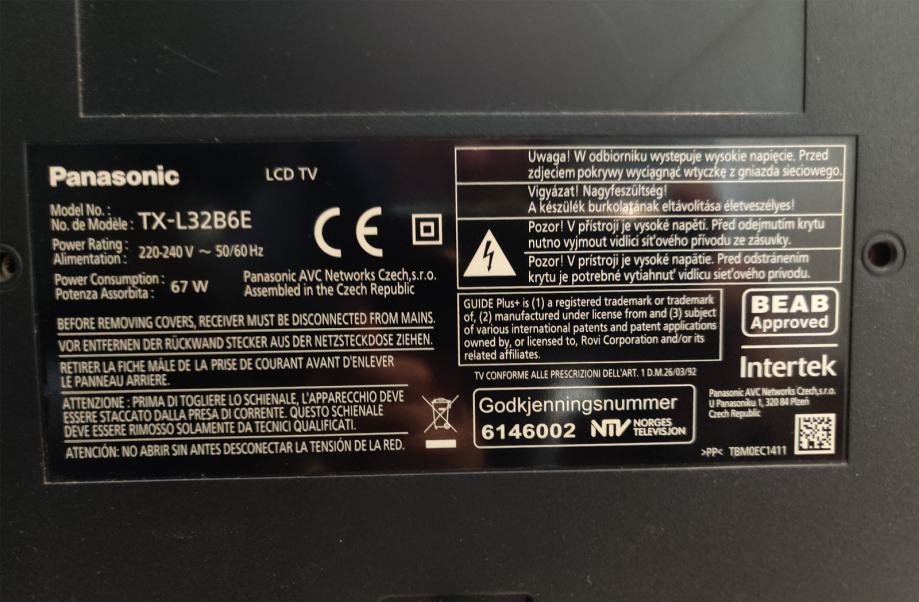 Panasonic
LCD TV
Model No. :
No. de Modèle : TX-L32B6E
Power Rating :
Alimentation : 220-240 V ~ 50/60 Hz
Power Consumption :
Potenza Assorbita : 67 W
CE
Panasonic AVC Networks Czech,s.r.o.
Assembled in the Czech Republic
BEFORE REMOVING COVERS, RECEIVER MUST BE DISCONNECTED FROM MAINS.
VOR ENTFERNEN DER RÜCKWAND STECKER AUS DER NETZSTECKDOSE ZIEHEN.
RETIRER LA FICHE MÂLE DE LA PRISE DE COURANT AVANT D'ENLEVER
LE PANNEAU ARRIERE.
ATTENZIONE : PRIMA DI TOGLIERE LO SCHIENALE, L'APPARECCHIO DEVE
ESSERE STACCATO DALLA PRESA DI CORRENTE. QUESTO SCHIENALE
DEVE ESSERE RIMOSSO SOLAMENTE DA TECNICI QUALIFICATI.
ATENCIÓN: NO ABRIR SIN ANTES DESCONECTAR LA TENSIÓN DE LA RED.
Uwaga! W odbiorniku wystepuje wysokie napięcie. Przed
zdjeciem pokrywy wyciągnąć wtyczkę z gniazda sieciowego.
Vigyázat! Nagyfeszültség!
A készülék burkolatának eltávolítása életveszélyes!
Pozor! V přístroji je vysoké napětí. Před odejmutím krytu
nutno vyjmout vidlici síťového přívodu ze zásuvky.
Pozor! V prístroji je vysoké napätie. Pred odstránením
krytu je potrebné vytiahnuť vidlicu sieťového prívodu.
GUIDE Plus+ is (1) a registered trademark or trademark
of, (2) manufactured under license from and (3) subject
of various international patents and patent applications
owned by, or licensed to, Rovi Corporation and/or its
related affiliates.
BEAB
Approved
Intertek
TV CONFORME ALLE PRESCRIZIONI DELL'ART. 1 D.M.26/03/92
Godkjenningsnummer
6146002 NTV NORGES
TELEVISJON
Panasonic AVC Networks Czech,s.r.o.
U Panasoniku 1, 320 84 Plzeň
Czech Republic
>PP< TBM0EC1411